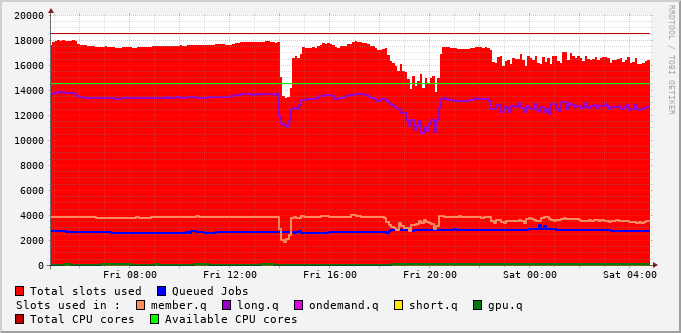 20000
18000
16000
14000
12000
10000
8000
6000
4000
2000
0
Fri 08:00 Fri 12:00 Fri 16:00 Fri 20:00 Sat 00:00 Sat 04:00
RRDTOOL / TOBI OETIKER
Total slots used Queued Jobs
Slots used in : member.q long.q ondemand.q short.q gpu.q
Total CPU cores Available CPU cores